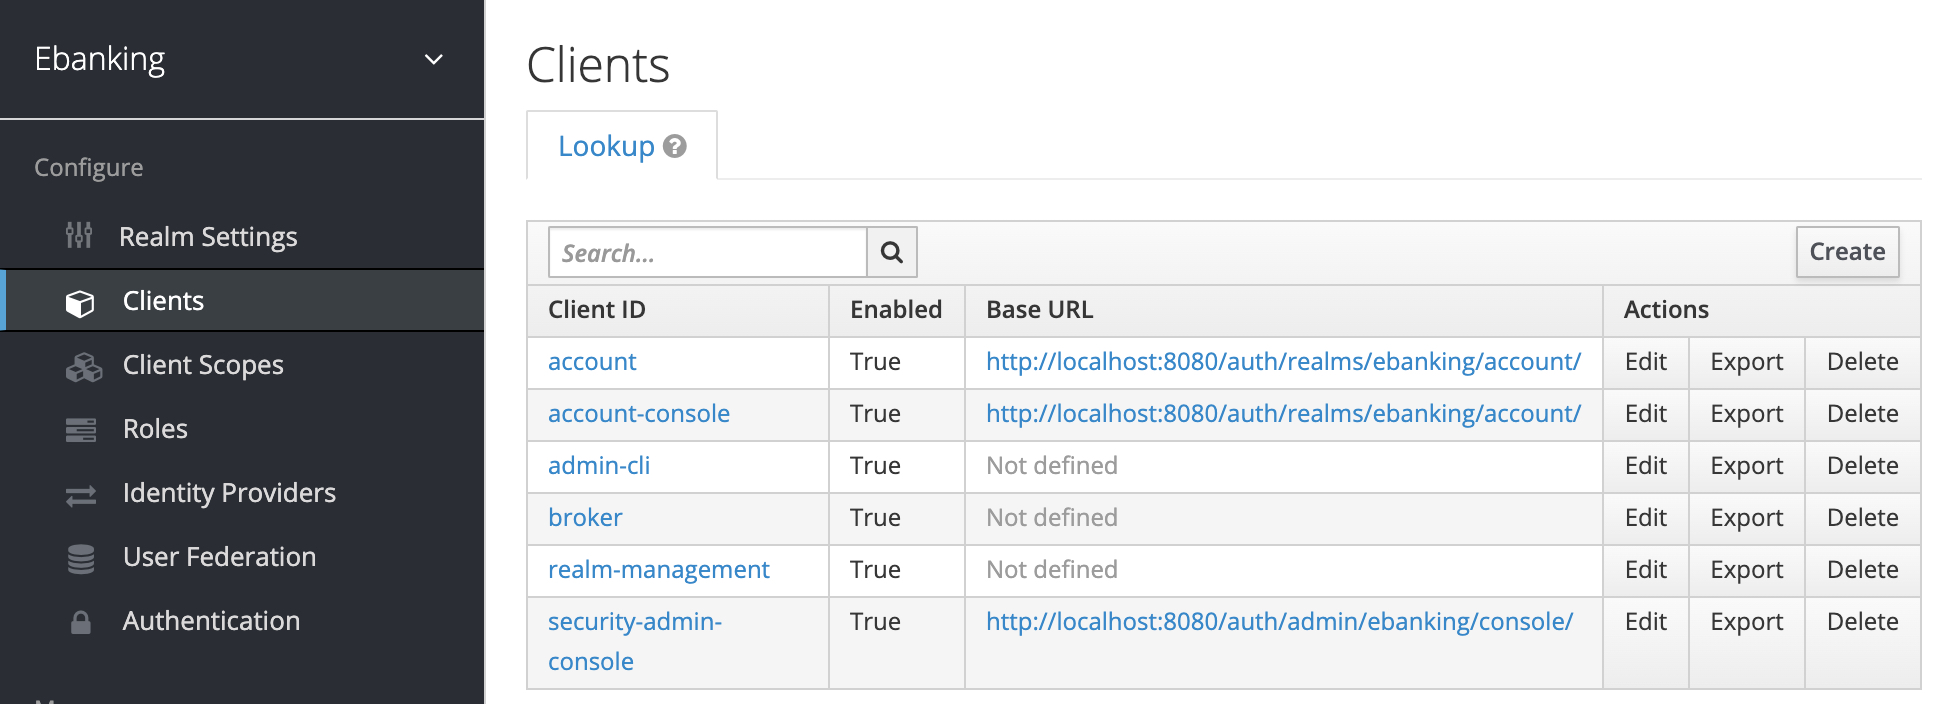 Ebanking
Configure
Realm Settings
Clients
Client Scopes
Roles
Identity Providers
User Federation
Authentication
Clients
Lookup ?
Search...
Create
Client ID Enabled Base URL Actions
account True http://localhost:8080/auth/realms/ebanking/account/ Edit Export Delete
account-console True http://localhost:8080/auth/realms/ebanking/account/ Edit Export Delete
admin-cli True Not defined Edit Export Delete
broker True Not defined Edit Export Delete
realm-management True Not defined Edit Export Delete
security-admin- True http://localhost:8080/auth/admin/ebanking/console/ Edit Export Delete
console